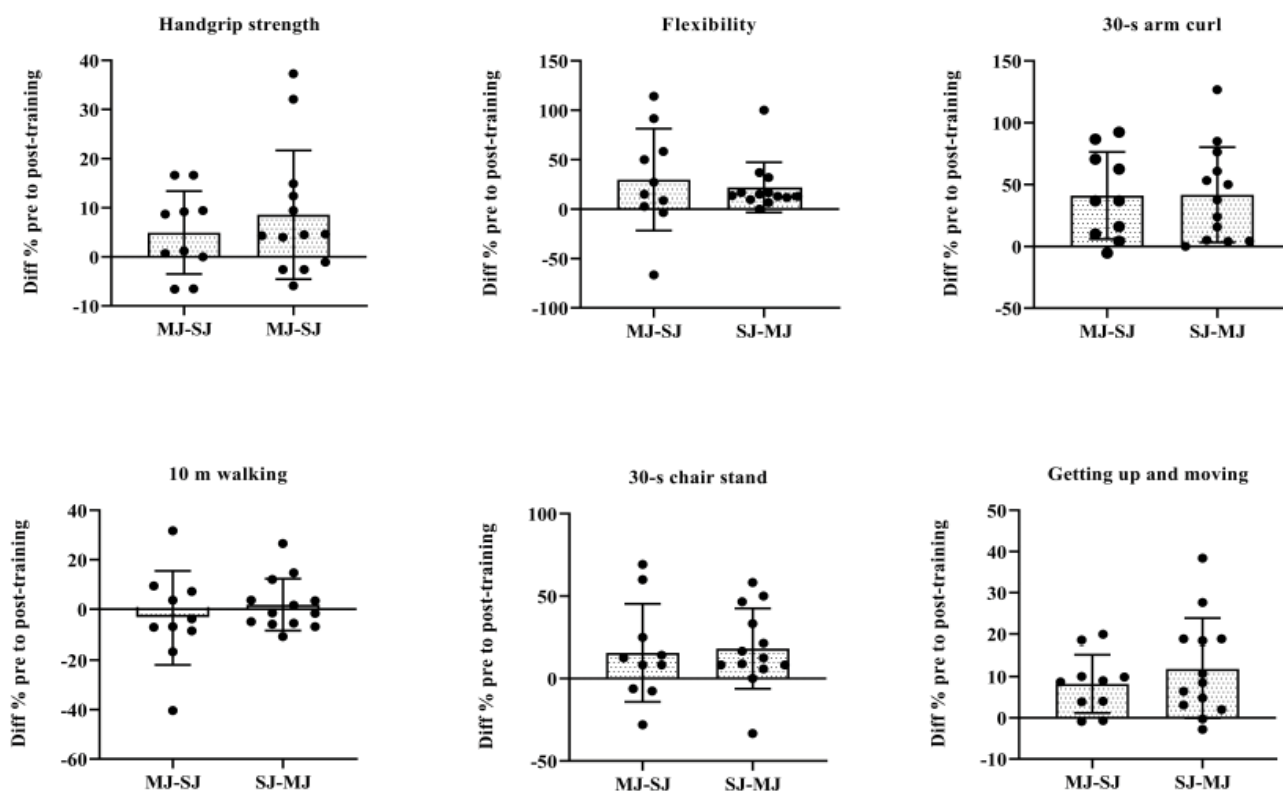 Handgrip strength
Diff % pre to post-training
40
30
20
10
0
-10
MJ-SJ MJ-SJ
Flexibility
Diff % pre to post-training
150
100
50
0
-50
-100
MJ-SJ SJ-MJ
30-s arm curl
Diff % pre to post-training
150
100
50
0
-50
MJ-SJ SJ-MJ
10 m walking
Diff % pre to post-training
40
20
0
-20
-40
-60
MJ-SJ SJ-MJ
30-s chair stand
Diff % pre to post-training
100
50
0
-50
MJ-SJ SJ-MJ
Getting up and moving
Diff % pre to post-training
50
40
30
20
10
0
-10
MJ-SJ SJ-MJ